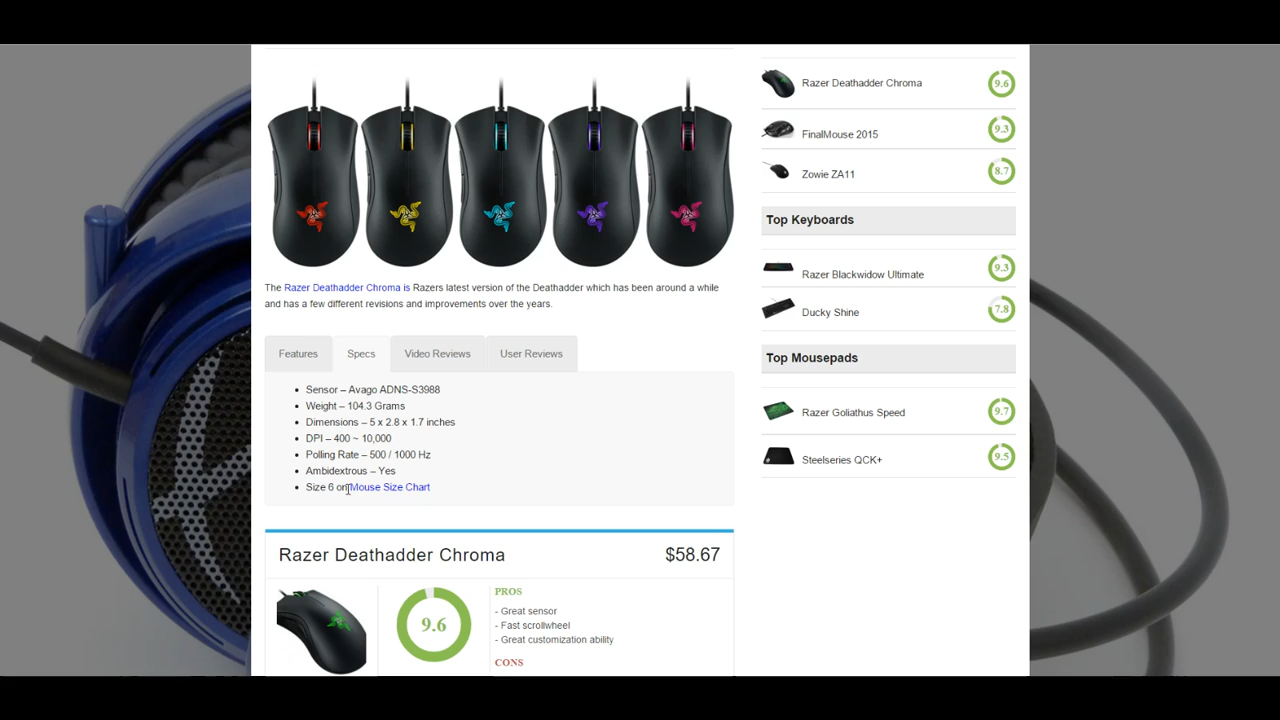 The Razer Deathadder Chroma is Razers latest version of the Deathadder which has been around a while
and has a few different revisions and improvements over the years.
Features
Specs
Video Reviews
User Reviews
Sensor – Avago ADNS-S3988
Weight – 104.3 Grams
Dimensions – 5 x 2.8 x 1.7 inches
DPI – 400 ~ 10,000
Polling Rate – 500 / 1000 Hz
Ambidextrous – Yes
Size 6 on Mouse Size Chart
Razer Deathadder Chroma
$58.67
9.6
PROS
- Great sensor
- Fast scrollwheel
- Great customization ability
CONS
Razer Deathadder Chroma
9.6
FinalMouse 2015
9.3
Zowie ZA11
8.7
Top Keyboards
Razer Blackwidow Ultimate
9.3
Ducky Shine
7.8
Top Mousepads
Razer Goliathus Speed
9.7
Steelseries QCK+
9.5